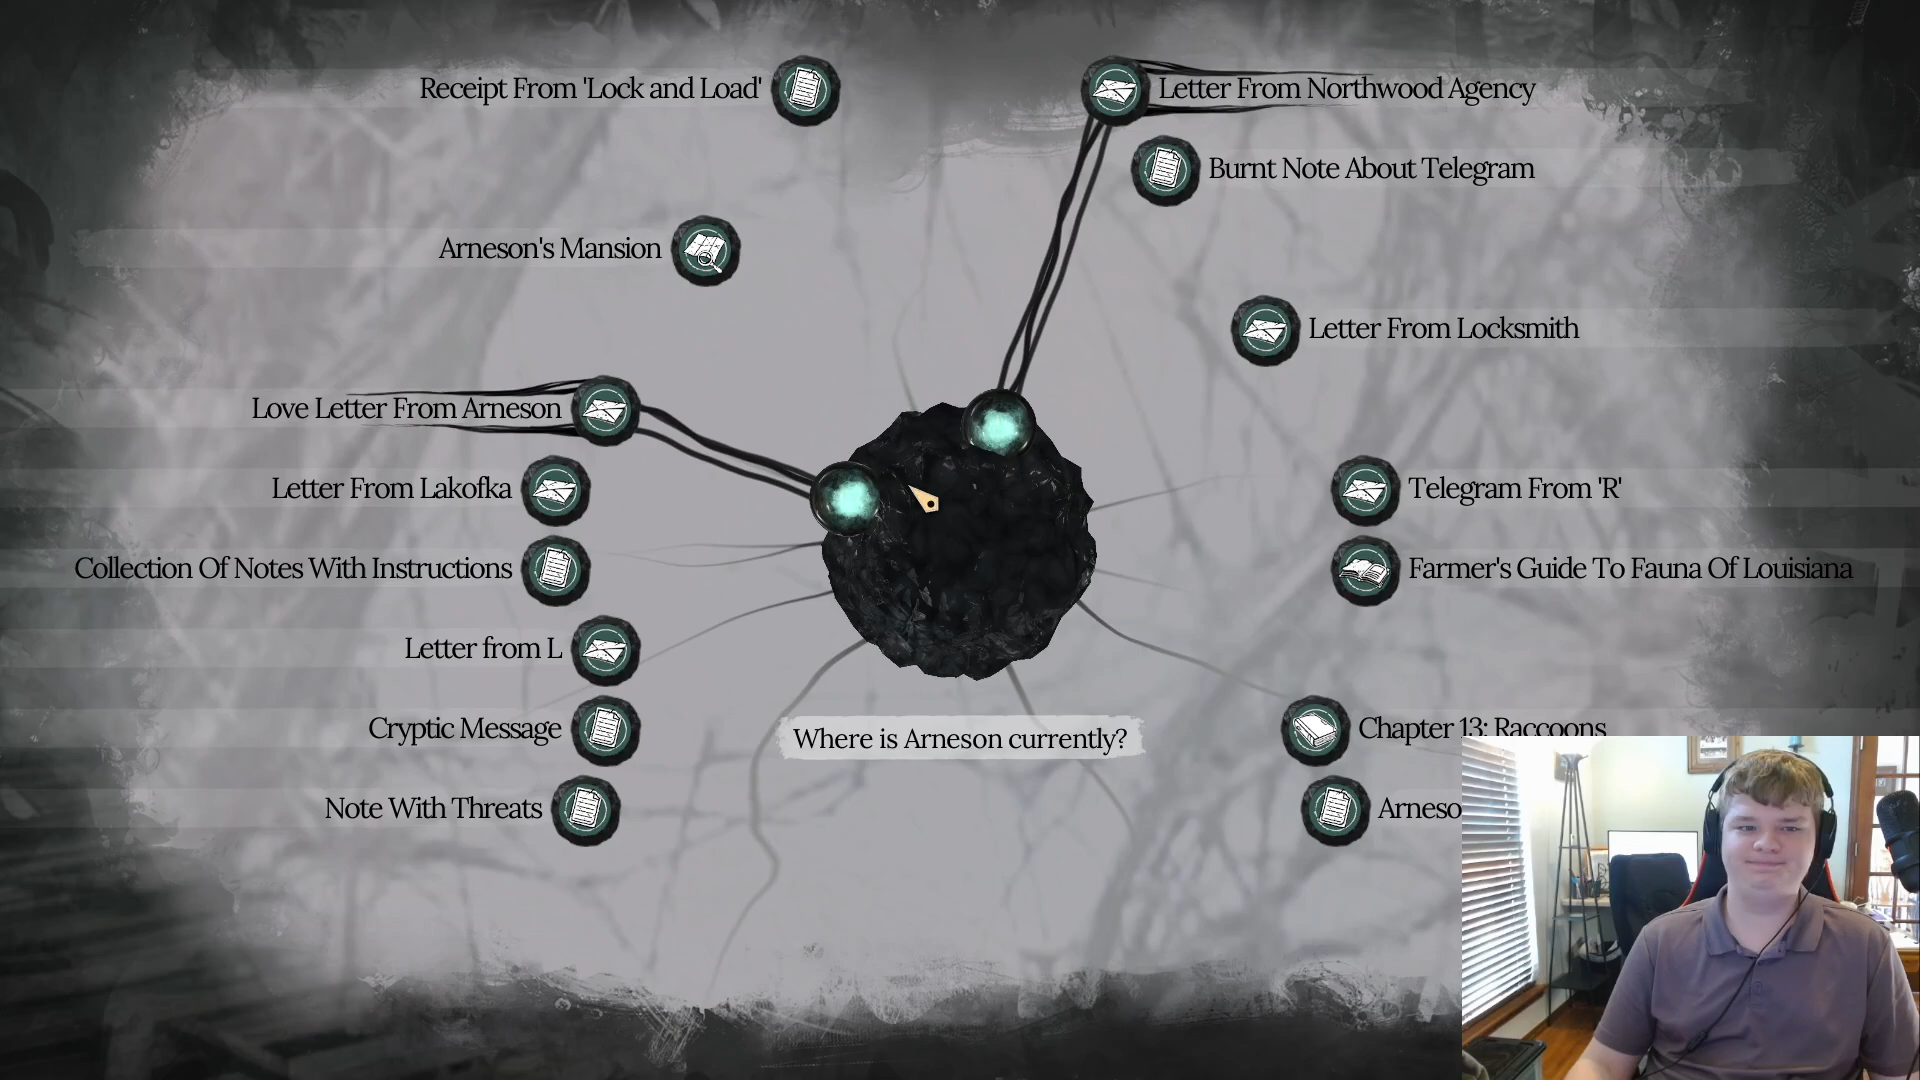 Receipt From 'Lock and Load'
Letter From Northwood Agency
Burnt Note About Telegram
Arneson's Mansion
Letter From Locksmith
Love Letter From Arneson
Letter From Lakofka
Telegram From 'R'
Collection Of Notes With Instructions
Farmer's Guide To Fauna Of Louisiana
Letter from L
Cryptic Message
Where is Arneson currently?
Chapter 13: Raccoons
Note With Threats
Arneso